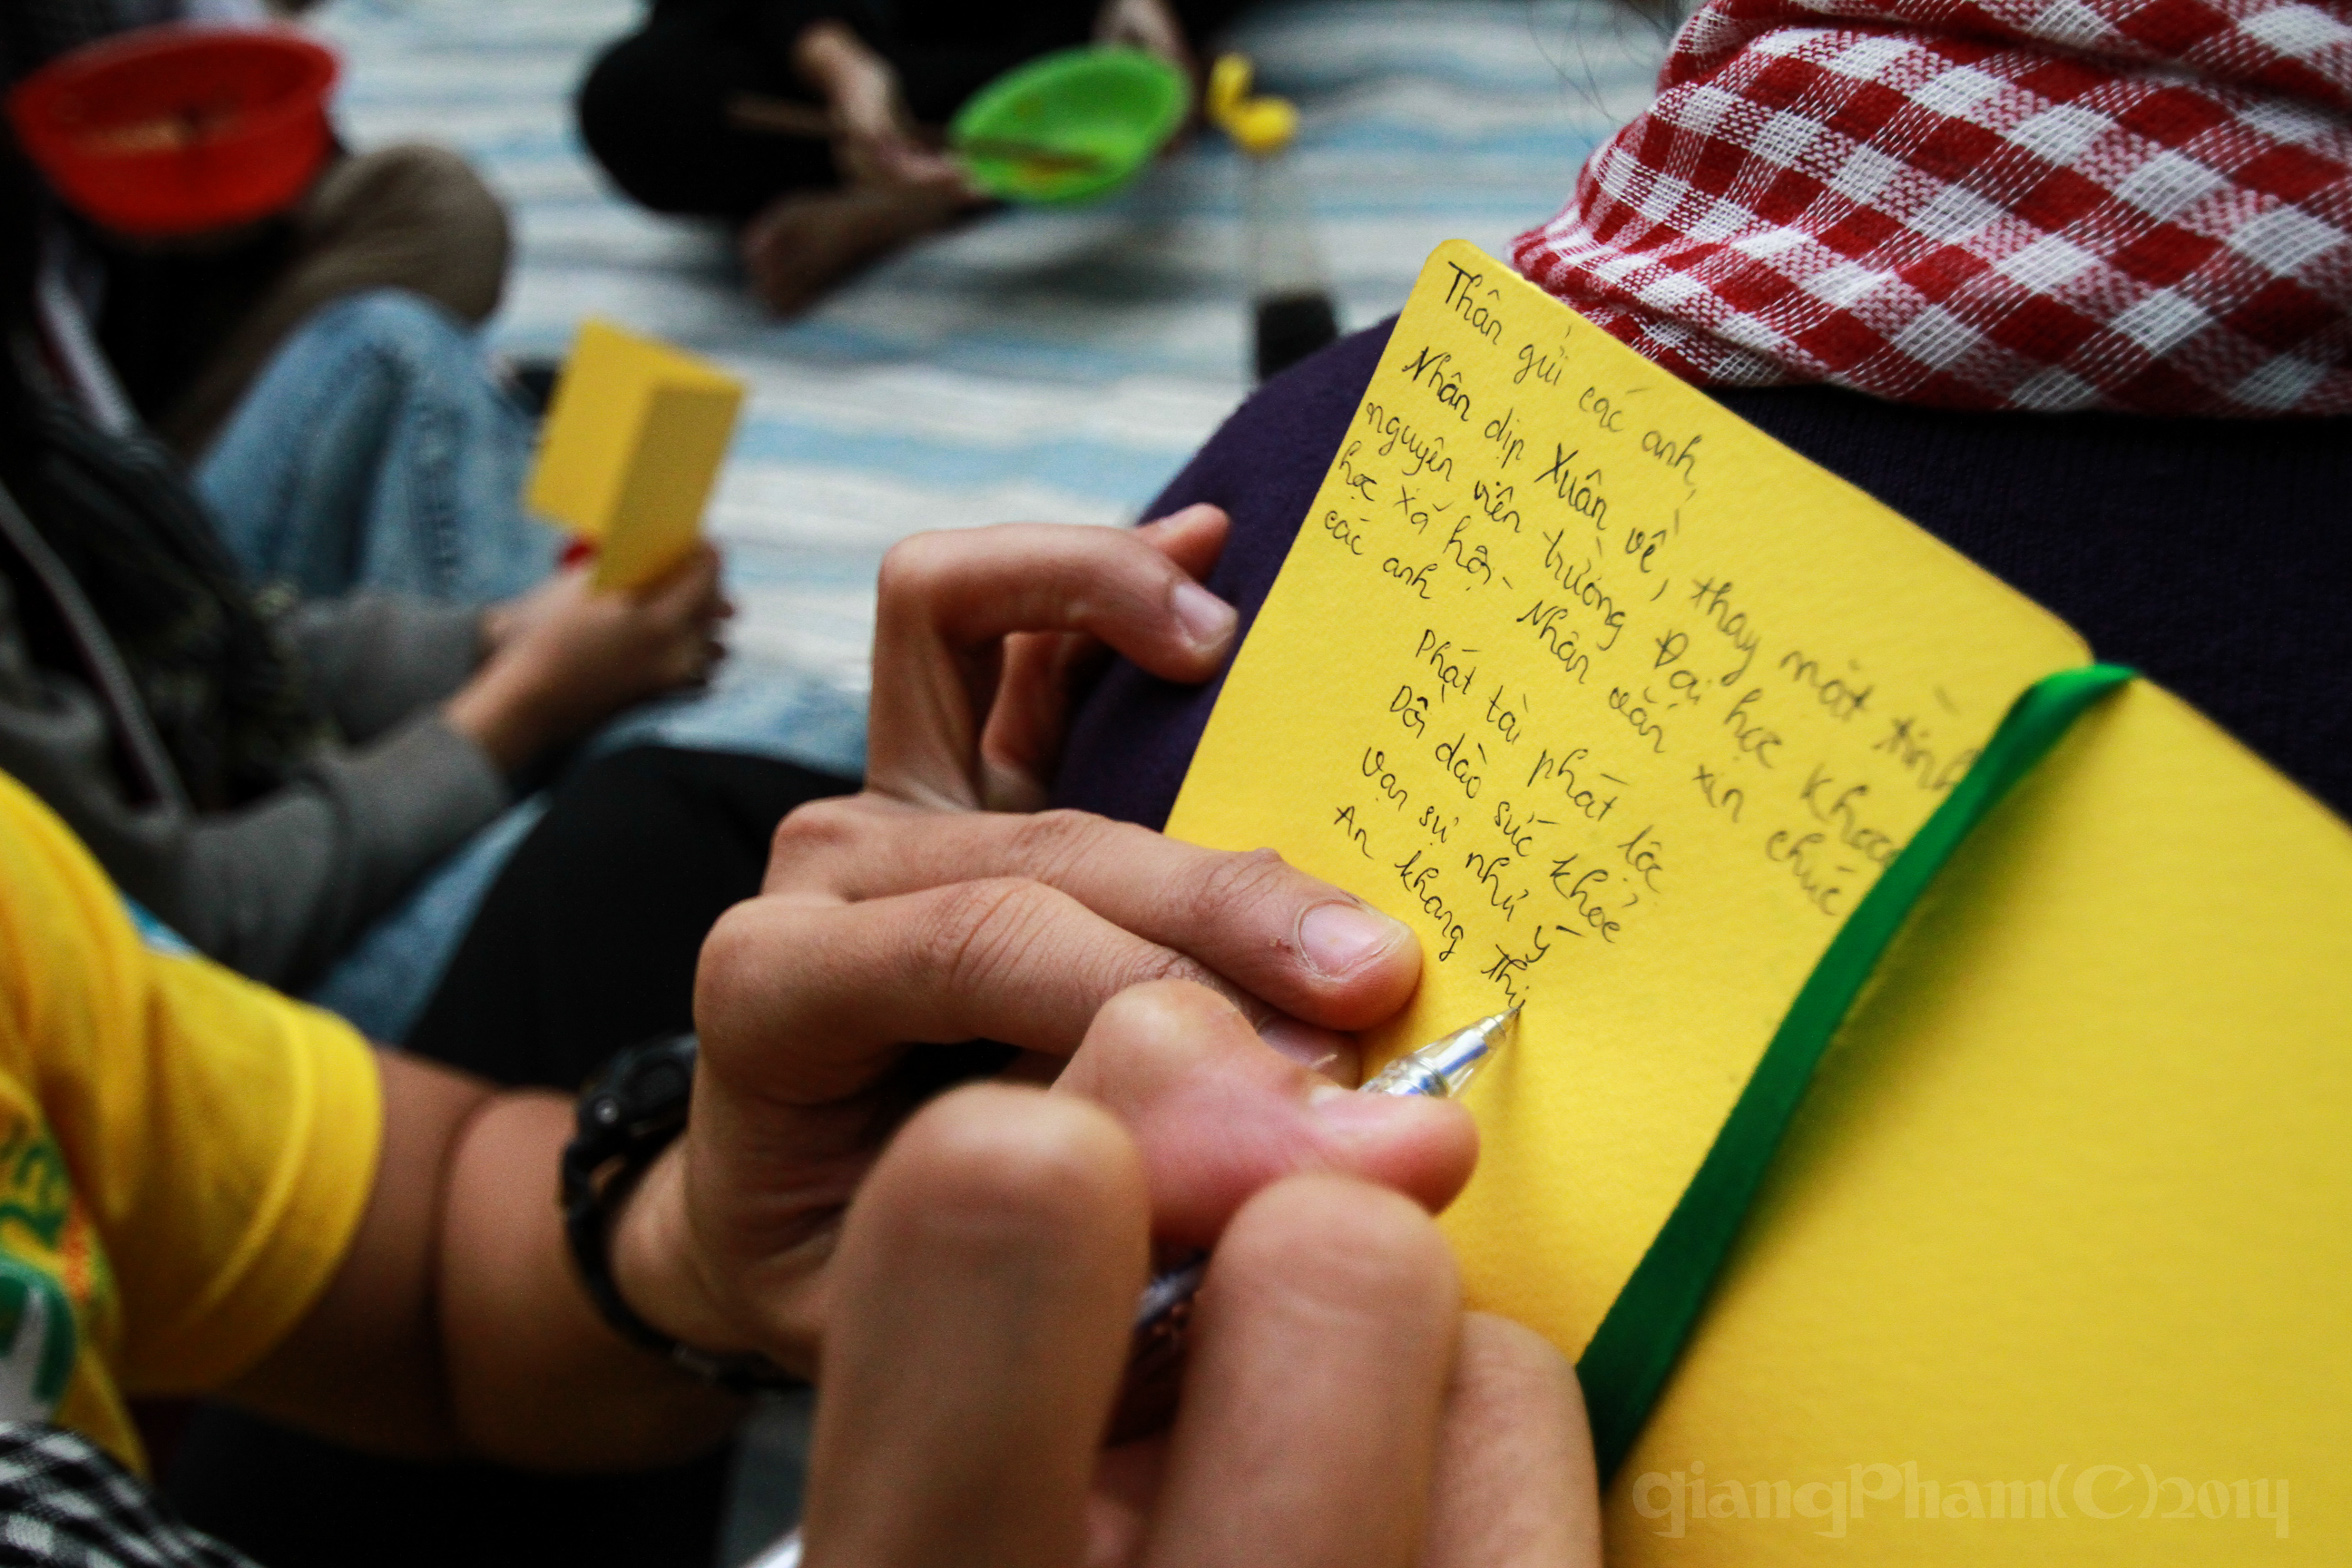 Thân gửi các anh,
Nhân dịp Xuân về, thay mặt tình
nguyện viên trường Đại học Khoa
học Xã hội - Nhân văn xin chúc
các anh
Phát tài phát lộc
Dồi dào sức khỏe
Vạn sự như ý
An khang Thị
giangPham(C)2014